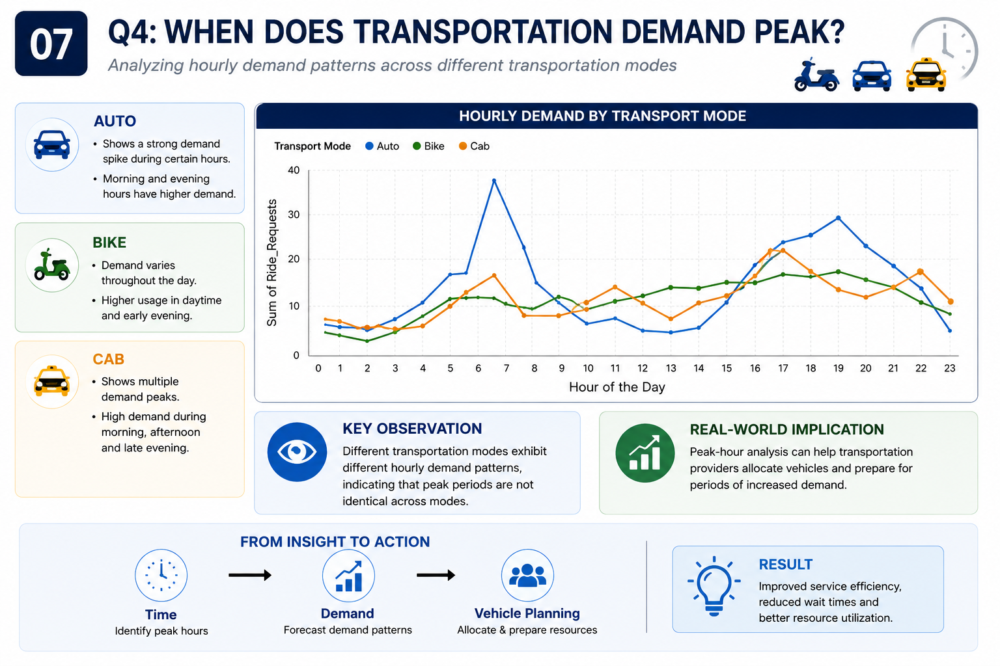 07
Q4: WHEN DOES TRANSPORTATION DEMAND PEAK?
Analyzing hourly demand patterns across different transportation modes
AUTO
• Shows a strong demand
spike during certain hours.
• Morning and evening
hours have higher demand.
BIKE
• Demand varies
throughout the day.
• Higher usage in daytime
and early evening.
CAB
• Shows multiple
demand peaks.
• High demand during
morning, afternoon
and late evening.
HOURLY DEMAND BY TRANSPORT MODE
Transport Mode Auto Bike Cab
Sum of Ride_Requests
40
30
20
10
0
0 1 2 3 4 5 6 7 8 9 10 11 12 13 14 15 16 17 18 19 20 21 22 23
Hour of the Day
KEY OBSERVATION
Different transportation modes exhibit
different hourly demand patterns,
indicating that peak periods are not
identical across modes.
REAL-WORLD IMPLICATION
Peak-hour analysis can help transportation
providers allocate vehicles and prepare for
periods of increased demand.
FROM INSIGHT TO ACTION
Time
Identify peak hours
Demand
Forecast demand patterns
Vehicle Planning
Allocate & prepare resources
RESULT
Improved service efficiency,
reduced wait times and
better resource utilization.